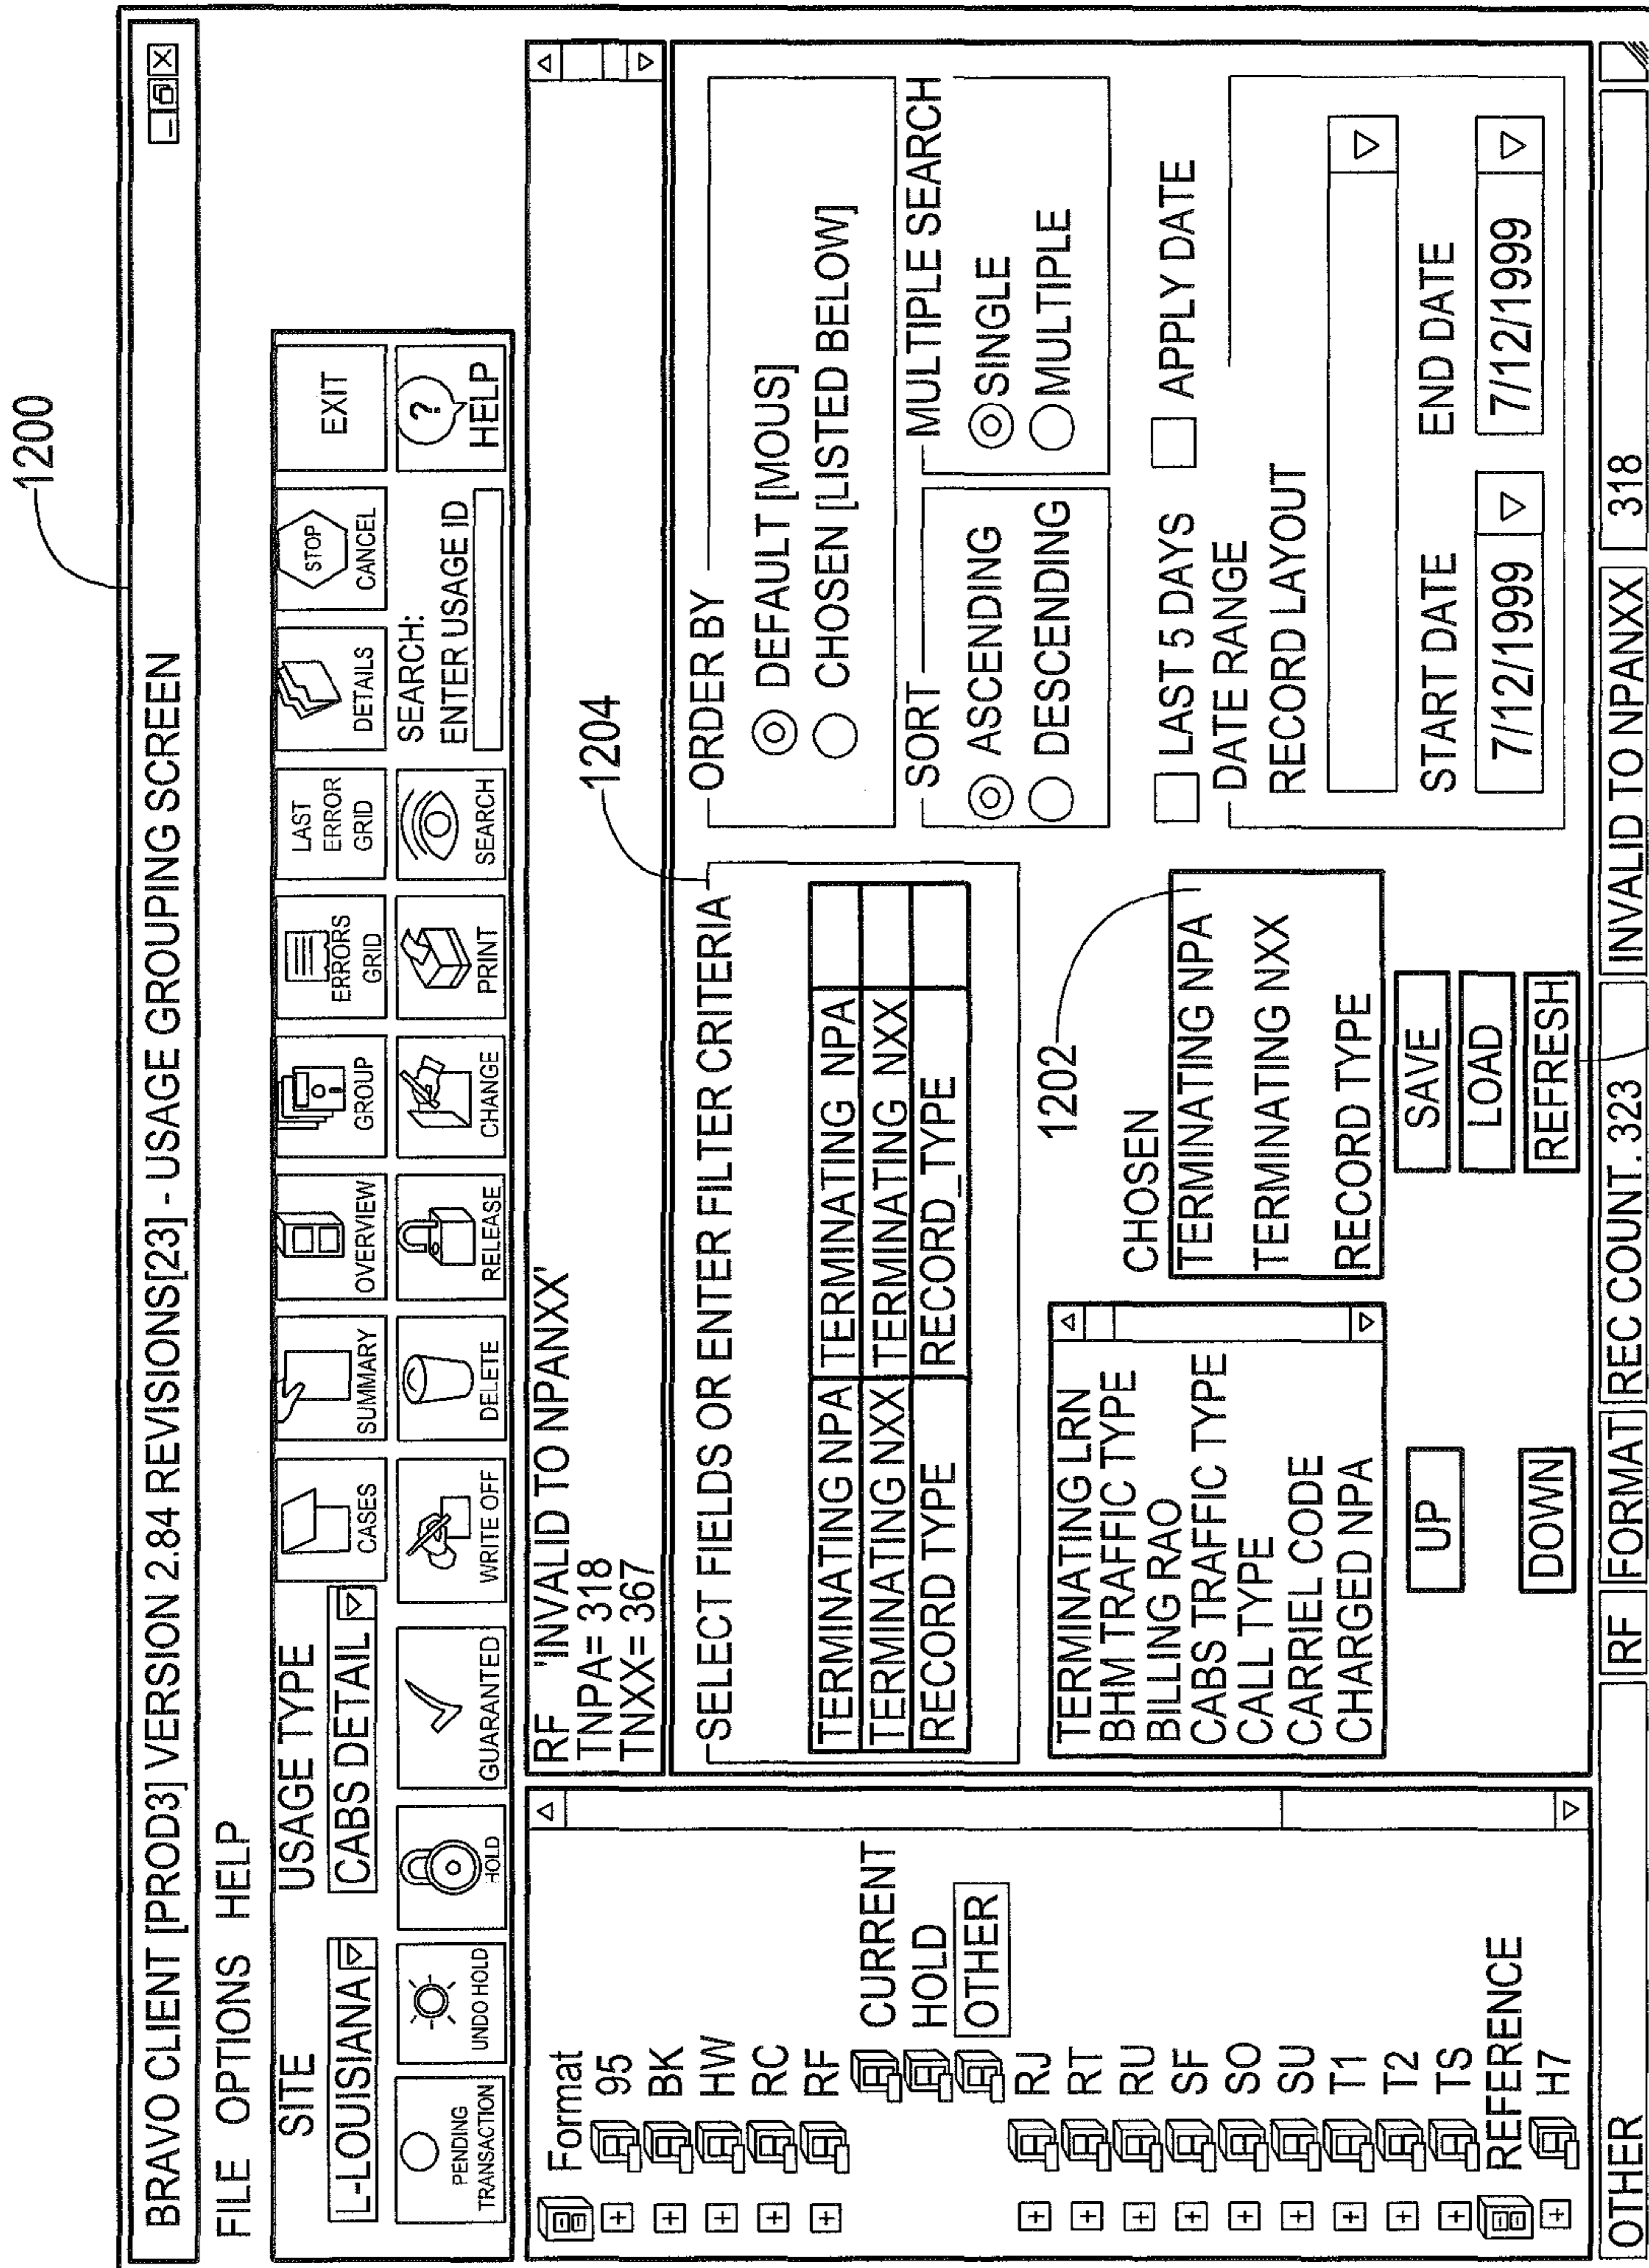 1200
BRAVO CLIENT [PROD3] VERSION 2.84 REVISIONS[23] - USAGE GROUPING SCREEN
FILE OPTIONS HELP
SITE
USAGE TYPE
L-LOUISIANA
CABS DETAIL
CASES
SUMMARY
OVERVIEW
GROUP
ERRORS GRID
LAST ERROR GRID
DETAILS
STOP
CANCEL
EXIT
PENDING TRANSACTION
UNDO HOLD
HOLD
GUARANTED
WRITE OFF
DELETE
RELEASE
CHANGE
PRINT
SEARCH
SEARCH:
ENTER USAGE ID
?
HELP
Format
95
BK
HW
RC
RF
CURRENT
HOLD
OTHER
RJ
RT
RU
SF
SO
SU
T1
T2
TS
REFERENCE
H7
RF 'INVALID TO NPANXX'
TNPA= 318
TNXX= 367
1204
SELECT FIELDS OR ENTER FILTER CRITERIA
TERMINATING NPA TERMINATING NPA
TERMINATING NXX TERMINATING NXX
RECORD TYPE RECORD_TYPE
1202
TERMINATING LRN
BHM TRAFFIC TYPE
BILLING RAO
CABS TRAFFIC TYPE
CALL TYPE
CARRIEL CODE
CHARGED NPA
CHOSEN
TERMINATING NPA
TERMINATING NXX
RECORD TYPE
UP
DOWN
SAVE
LOAD
REFRESH
ORDER BY
DEFAULT [MOUS]
CHOSEN [LISTED BELOW]
SORT
ASCENDING
DESCENDING
MULTIPLE SEARCH
SINGLE
MULTIPLE
LAST 5 DAYS
APPLY DATE
DATE RANGE
RECORD LAYOUT
START DATE
END DATE
7/12/1999
7/12/1999
OTHER
RF
FORMAT
REC COUNT. 323
INVALID TO NPANXX
318